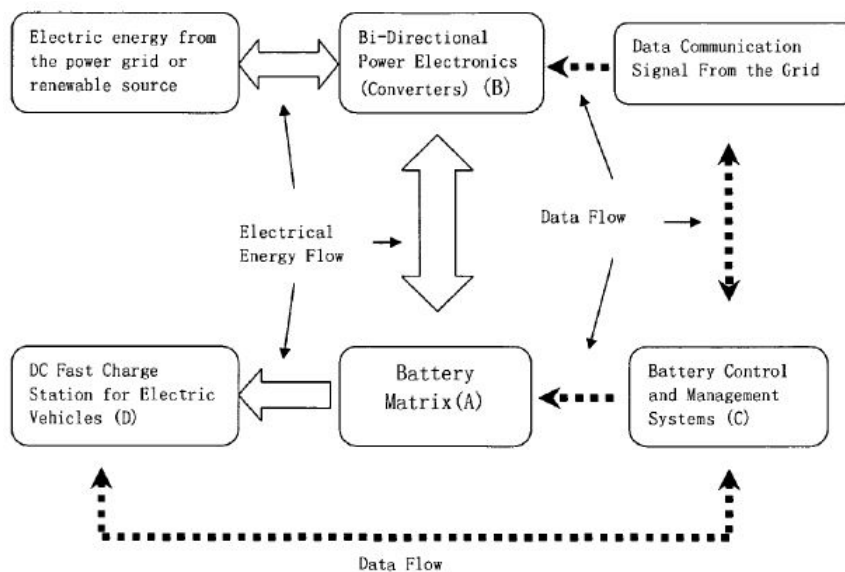 Electric energy from
the power grid or
renewable source
Bi-Directional
Power Electronics
(Converters) (B)
Data Communication
Signal From the Grid
Electrical
Energy Flow
Data Flow
DC Fast Charge
Station for Electric
Vehicles (D)
Battery
Matrix(A)
Battery Control
and Management
Systems (C)
Data Flow